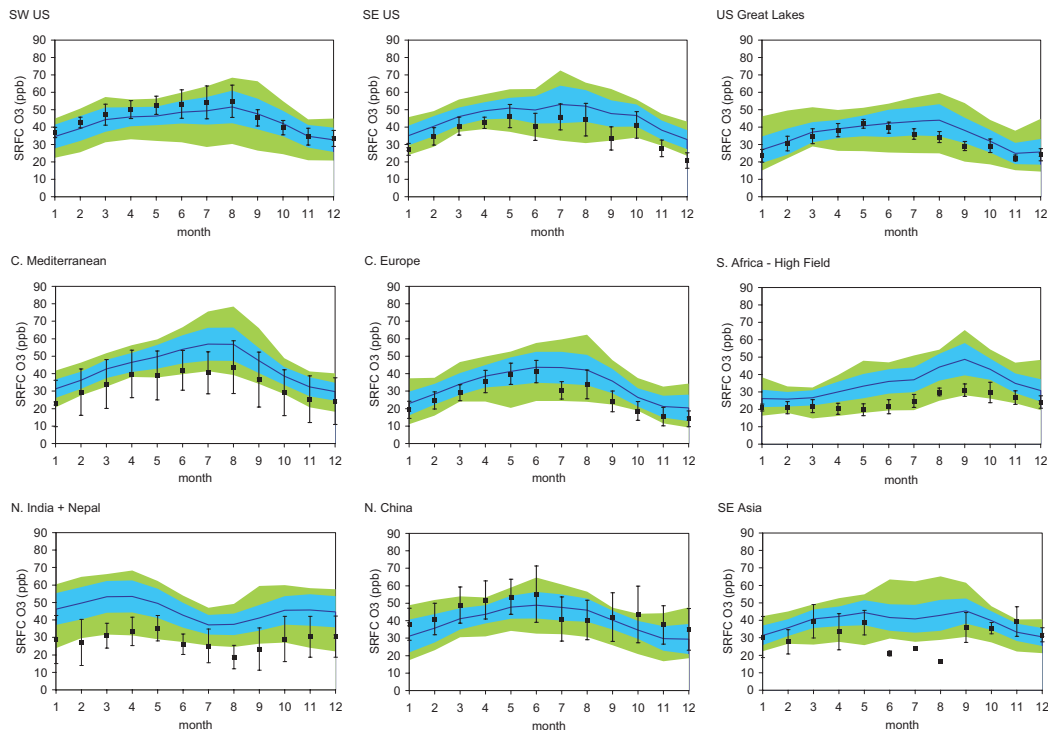 SW US
SE US
US Great Lakes
SRFC O3 (ppb)
90
80
70
60
50
40
30
20
10
0
1 2 3 4 5 6 7 8 9 10 11 12
month
SRFC O3 (ppb)
90
80
70
60
50
40
30
20
10
0
1 2 3 4 5 6 7 8 9 10 11 12
month
SRFC O3 (ppb)
90
80
70
60
50
40
30
20
10
0
1 2 3 4 5 6 7 8 9 10 11 12
month
C. Mediterranean
C. Europe
S. Africa - High Field
SRFC O3 (ppb)
90
80
70
60
50
40
30
20
10
0
1 2 3 4 5 6 7 8 9 10 11 12
month
SRFC O3 (ppb)
90
80
70
60
50
40
30
20
10
0
1 2 3 4 5 6 7 8 9 10 11 12
month
SRFC O3 (ppb)
90
80
70
60
50
40
30
20
10
0
1 2 3 4 5 6 7 8 9 10 11 12
month
N. India + Nepal
N. China
SE Asia
SRFC O3 (ppb)
90
80
70
60
50
40
30
20
10
0
1 2 3 4 5 6 7 8 9 10 11 12
month
SRFC O3 (ppb)
90
80
70
60
50
40
30
20
10
0
1 2 3 4 5 6 7 8 9 10 11 12
month
SRFC O3 (ppb)
90
80
70
60
50
40
30
20
10
0
1 2 3 4 5 6 7 8 9 10 11 12
month